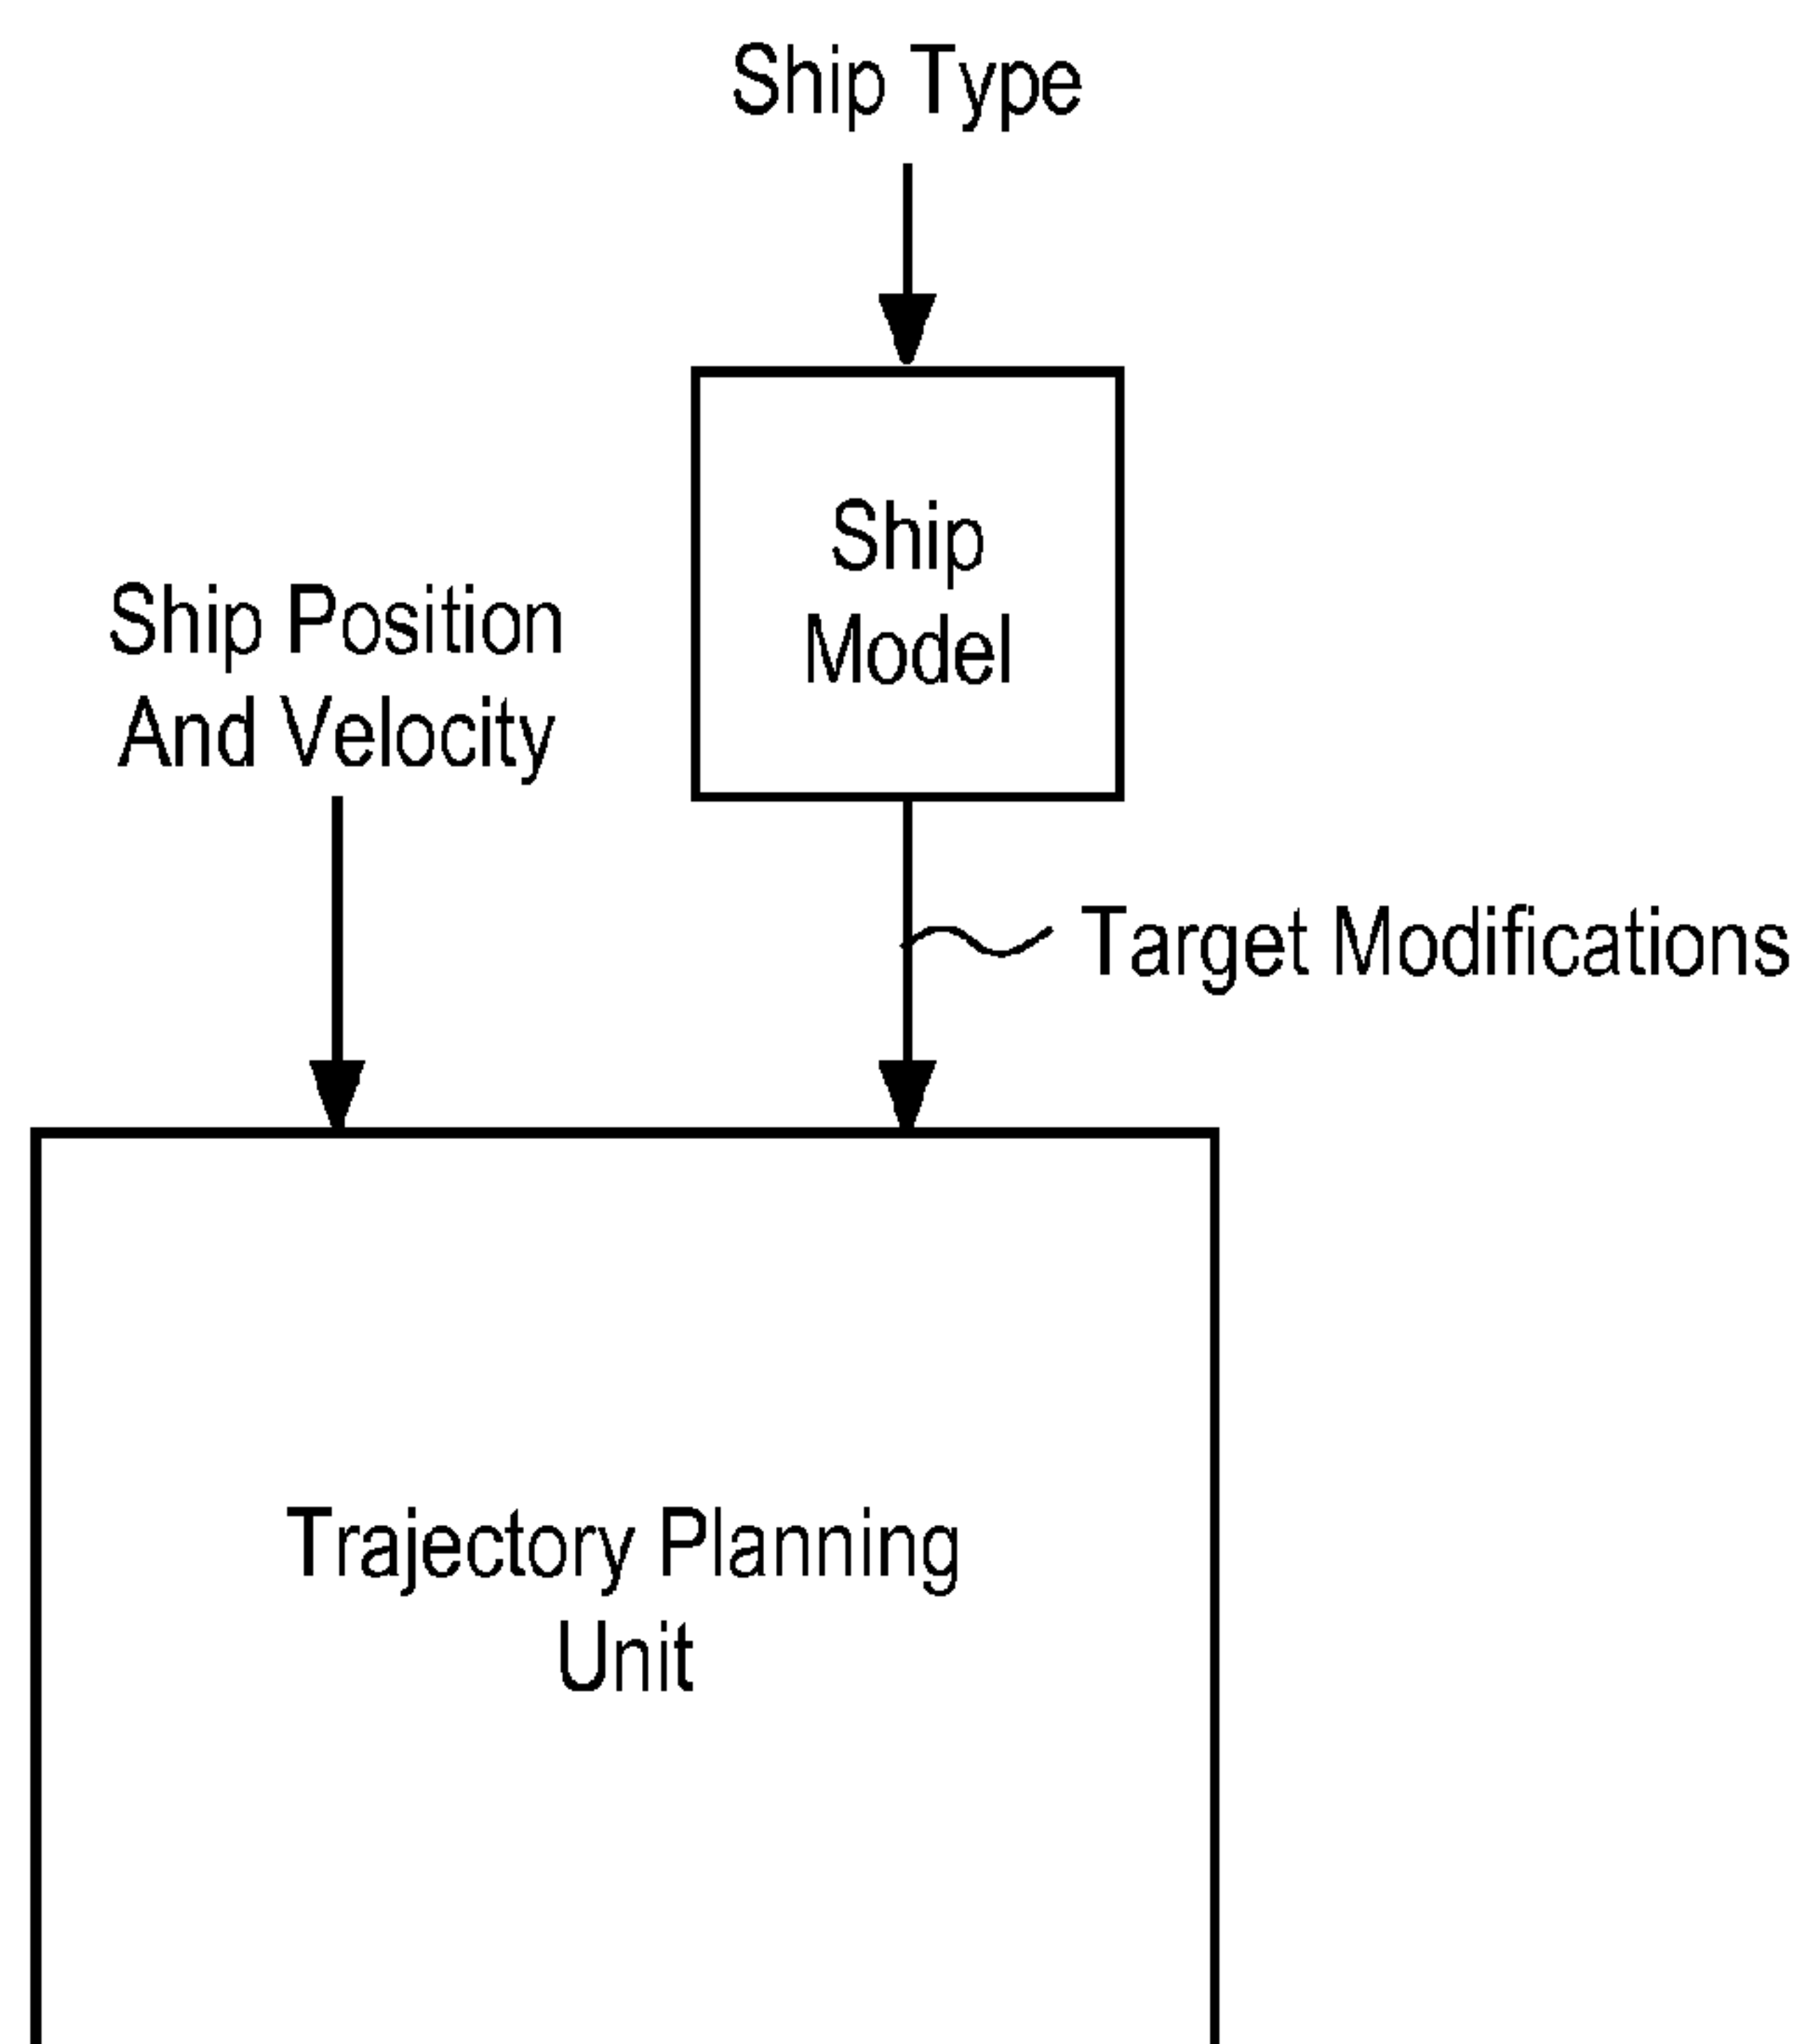 Ship Type
Ship
Model
Ship Position
And Velocity
Target Modifications
Trajectory Planning
Unit